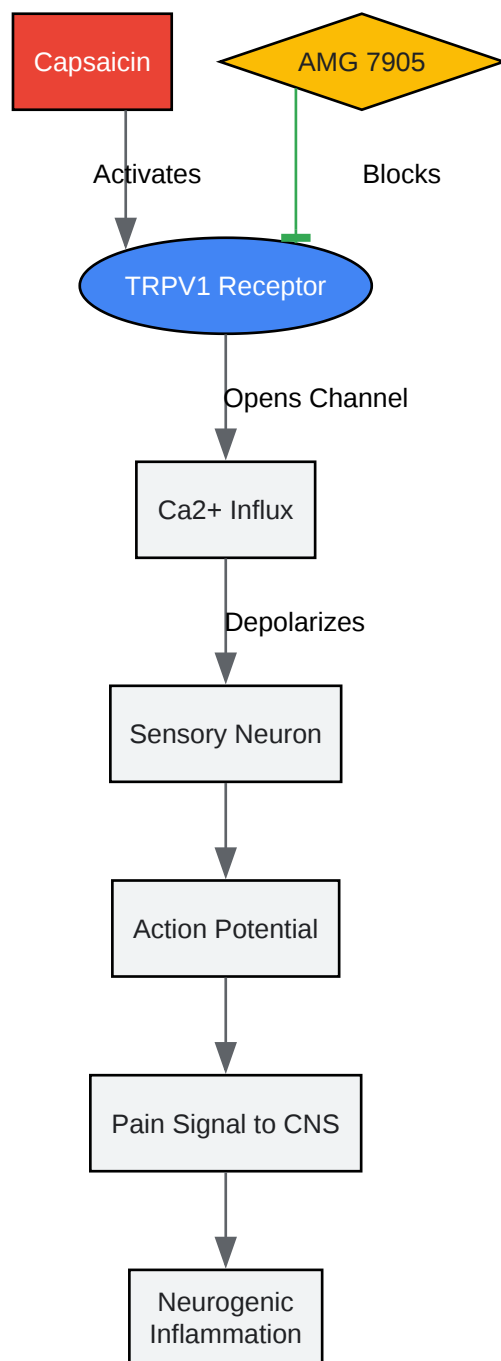 Capsaicin
AMG 7905
Activates
Blocks
TRPV1 Receptor
Opens Channel
Ca2+ Influx
Depolarizes
Sensory Neuron
Action Potential
Pain Signal to CNS
Neurogenic
Inflammation